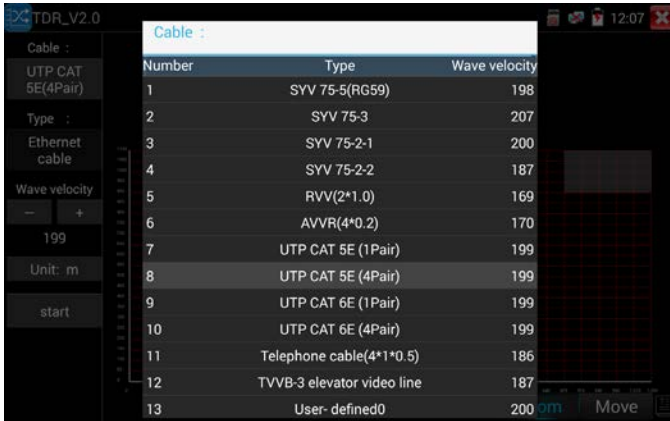 TDR_V2.0
12:07
Cable :
UTP CAT
5E(4Pair)
Type :
Ethernet
cable
Wave velocity
− +
199
Unit: m
start
Cable :
Number Type Wave velocity
1 SYV 75-5(RG59) 198
2 SYV 75-3 207
3 SYV 75-2-1 200
4 SYV 75-2-2 187
5 RVV(2*1.0) 169
6 AVVR(4*0.2) 170
7 UTP CAT 5E (1Pair) 199
8 UTP CAT 5E (4Pair) 199
9 UTP CAT 6E (1Pair) 199
10 UTP CAT 6E (4Pair) 199
11 Telephone cable(4*1*0.5) 186
12 TVVB-3 elevator video line 187
13 User- defined0 200
om Move